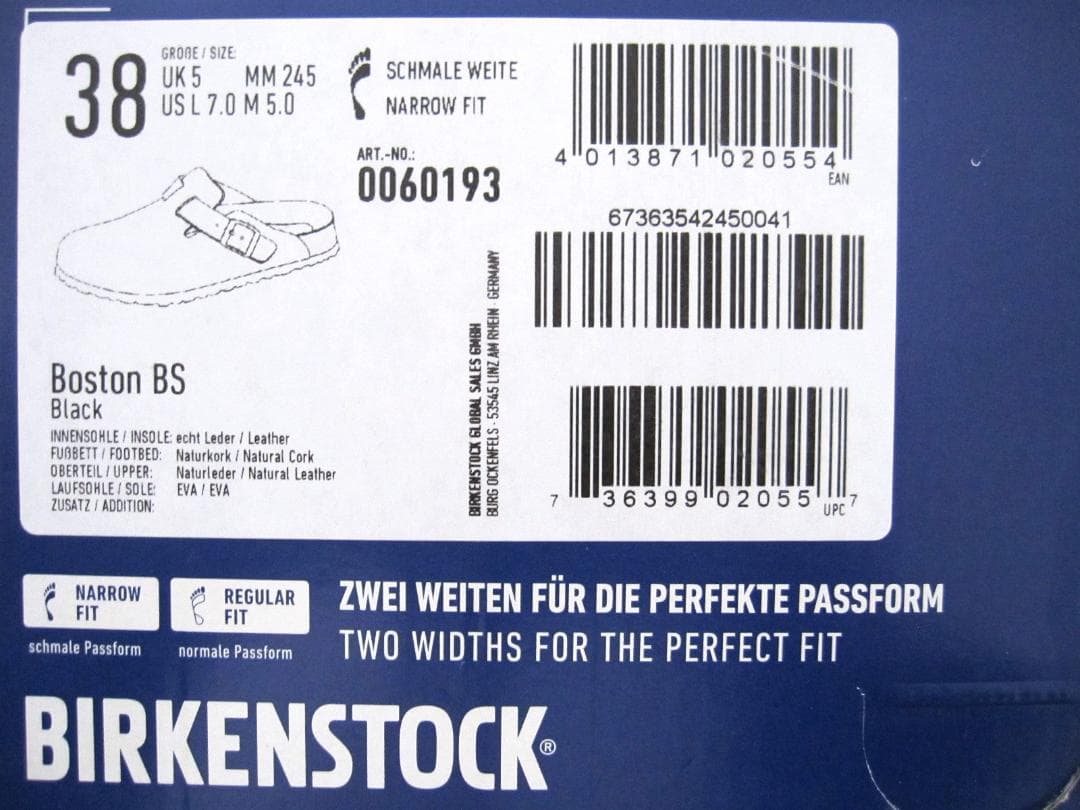 38
GRÖßE / SIZE:
UK 5 MM 245
US L 7.0 M 5.0
SCHMALE WEITE
NARROW FIT
ART.-NO.:
0060193
4 013871 020554
EAN
67363542450041
BIRKENSTOCK GLOBAL SALES GMBH
BURG OCKENFELS - 53545 LINZ AM RHEIN - GERMANY
7 36399 02055 7
UPC
Boston BS
Black
INNENSOHLE / INSOLE: echt Leder / Leather
FUßBETT / FOOTBED: Naturkork / Natural Cork
OBERTEIL / UPPER: Naturleder / Natural Leather
LAUFSOHLE / SOLE: EVA / EVA
ZUSATZ / ADDITION:
NARROW
FIT
schmale Passform
REGULAR
FIT
normale Passform
ZWEI WEITEN FÜR DIE PERFEKTE PASSFORM
TWO WIDTHS FOR THE PERFECT FIT
BIRKENSTOCK®